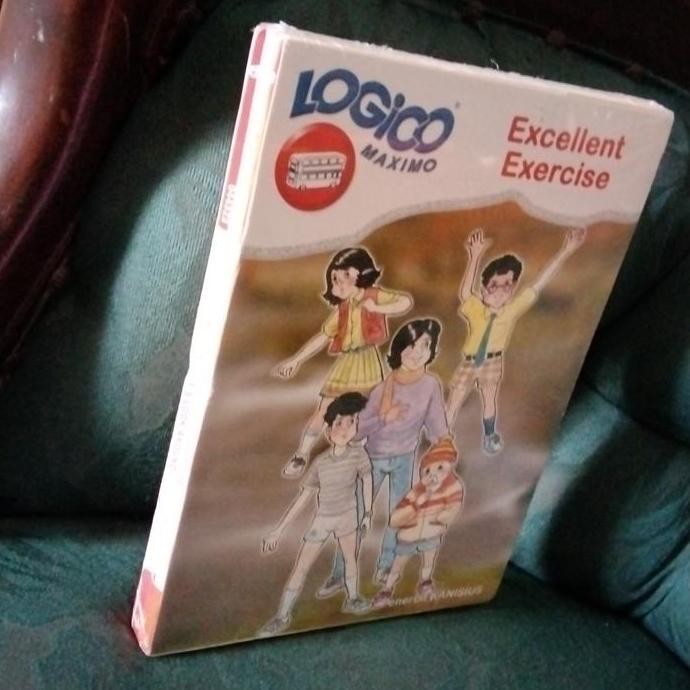 LOGiCO
MAXIMO
Excellent
Exercise
KANISIUS